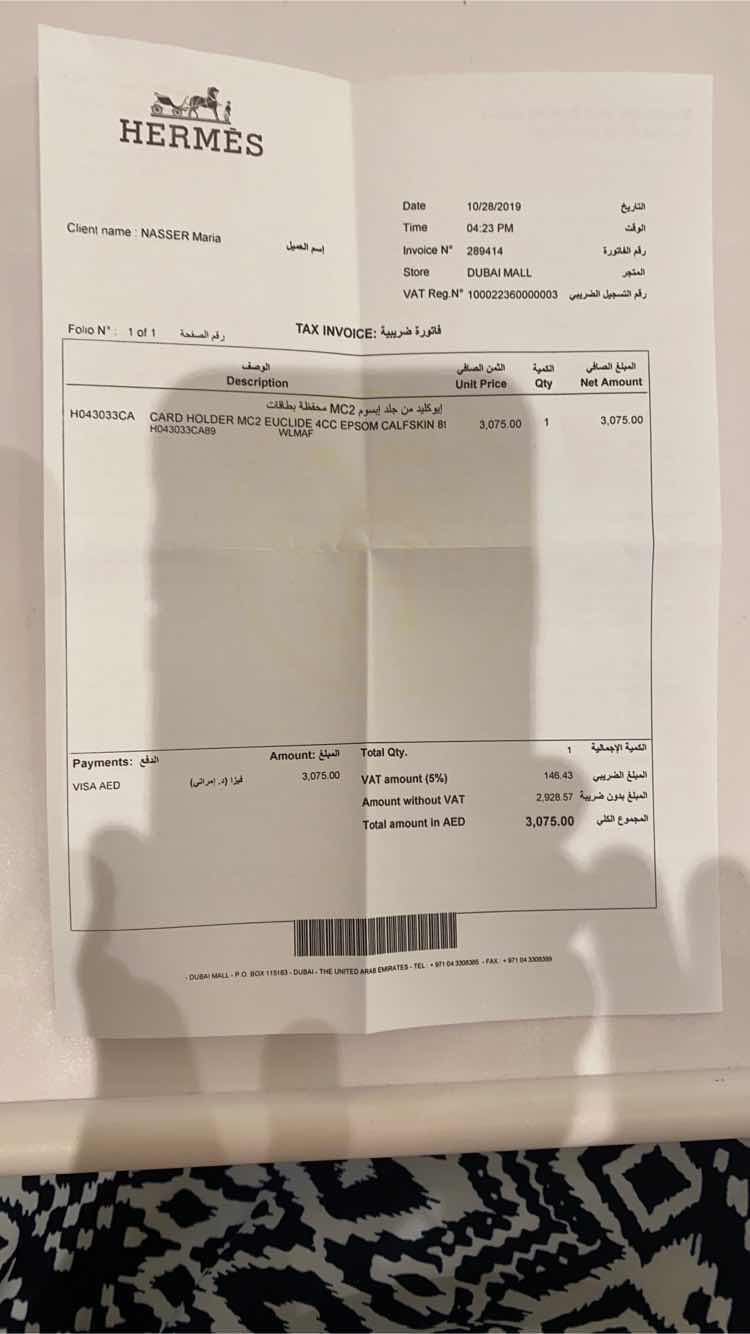 HERMÈS
Client name : NASSER Maria
إسم العميل
Date 10/28/2019 التاريخ
Time 04:23 PM الوقت
Invoice N° 289414 رقم الفاتورة
Store DUBAI MALL المتجر
VAT Reg.N° 100022360000003 رقم التسجيل الضريبي
Folio N° : 1 of 1 رقم الصفحة
TAX INVOICE: فاتورة ضريبية
الوصف الثمن الصافي الكمية المبلغ الصافي
Description Unit Price Qty Net Amount
إيوكليد من جلد إبسوم MC2 محفظة بطاقات
H043033CA CARD HOLDER MC2 EUCLIDE 4CC EPSOM CALFSKIN 3,075.00 1 3,075.00
H043033CA89 WLMAF
Payments: الدفع Amount: المبلغ Total Qty. 1 الكمية الإجمالية
VISA AED فيزا (د. إمراتي) 3,075.00 VAT amount (5%) 146.43 المبلغ الضريبي
Amount without VAT 2,928.57 المبلغ بدون ضريبة
Total amount in AED 3,075.00 المجموع الكلي
- DUBAI MALL - P.O. BOX 115163 - DUBAI - THE UNITED ARAB EMIRATES - TEL : + 971 04 3308385 - FAX : + 971 04 3308389